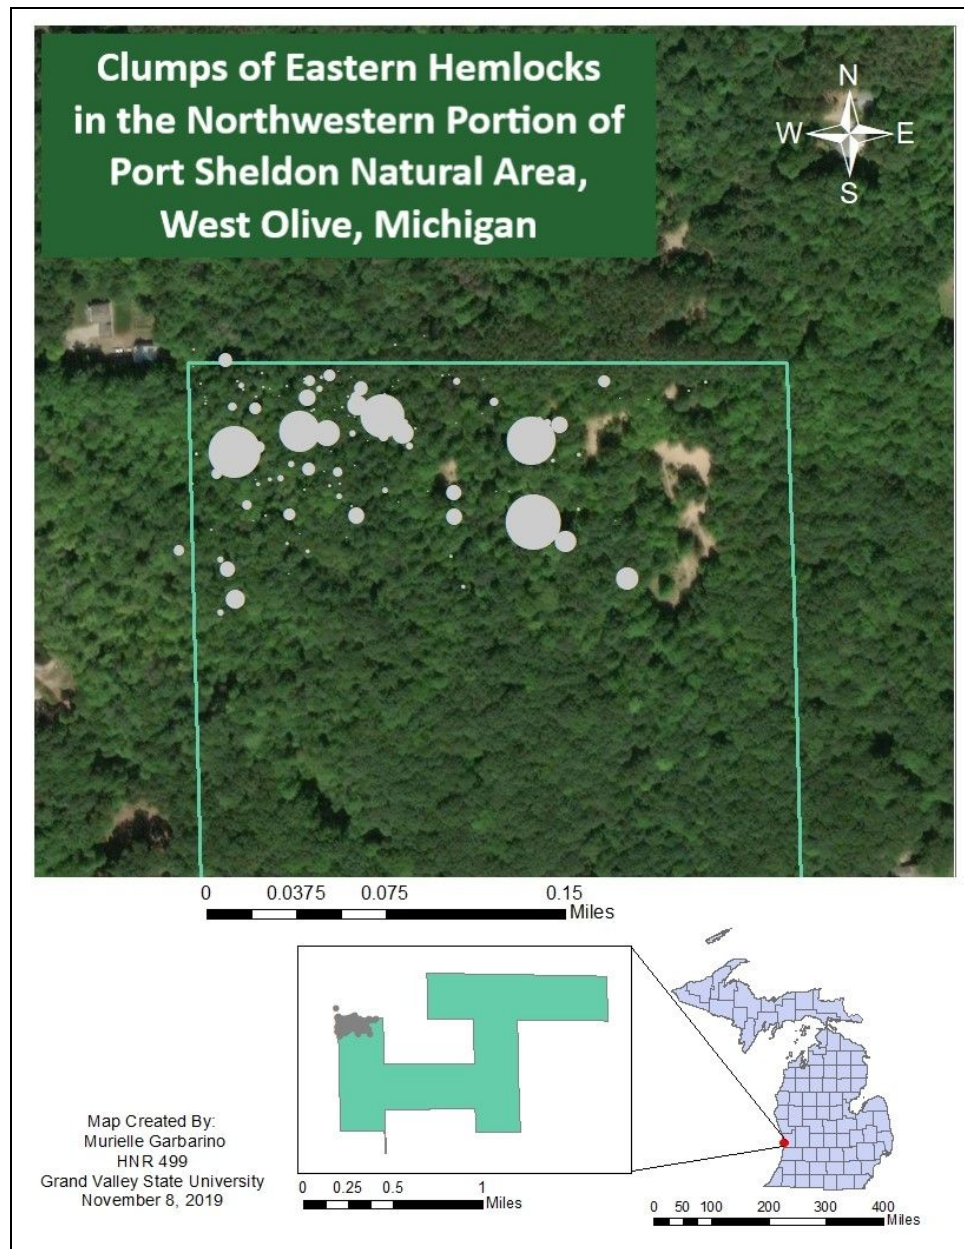 Clumps of Eastern Hemlocks
in the Northwestern Portion of
Port Sheldon Natural Area,
West Olive, Michigan
N
W E
S
0 0.0375 0.075 0.15
Miles
Map Created By:
Murielle Garbarino
HNR 499
Grand Valley State University
November 8, 2019
0 0.25 0.5 1
Miles
0 50 100 200 300 400
Miles